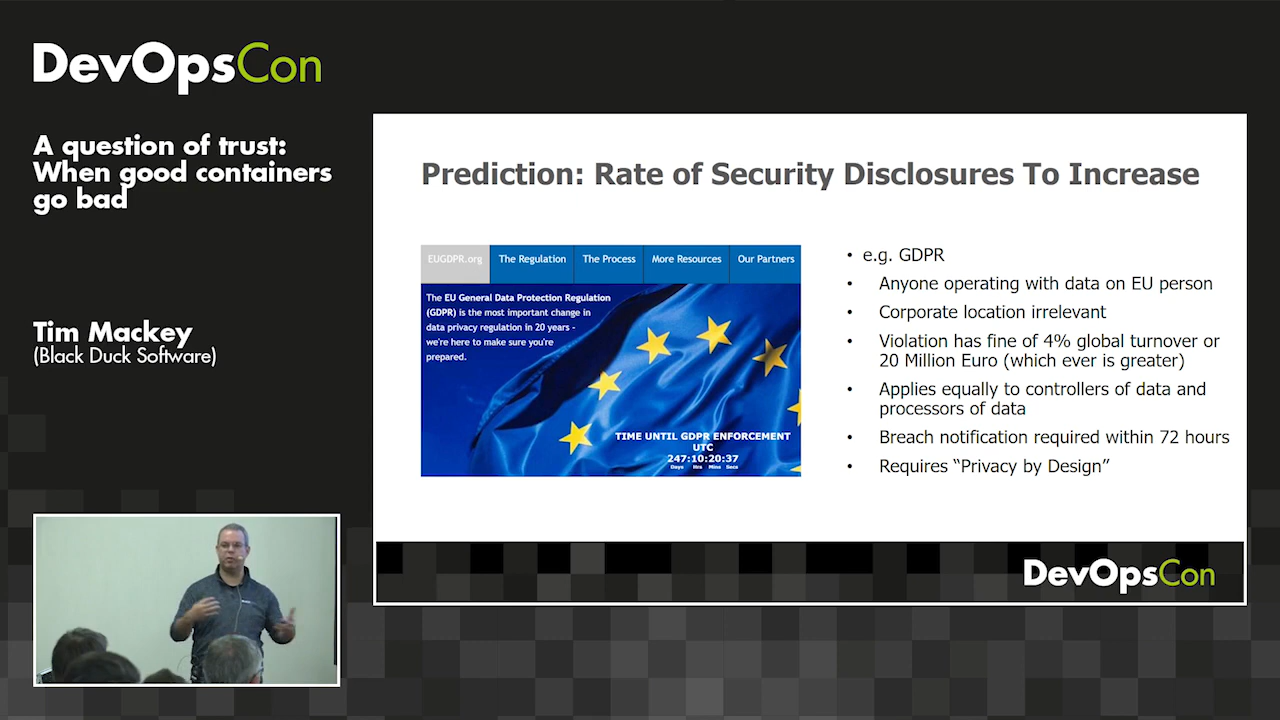 DevOpsCon
A question of trust:
When good containers
go bad
Tim Mackey
(Black Duck Software)
Prediction: Rate of Security Disclosures To Increase
EUGDPR.org
The Regulation
The Process
More Resources
Our Partners
The EU General Data Protection Regulation
(GDPR) is the most important change in
data privacy regulation in 20 years -
we're here to make sure you're
prepared.
TIME UNTIL GDPR ENFORCEMENT
UTC
247:10:20:37
Days Hrs Mins Secs
• e.g. GDPR
• Anyone operating with data on EU person
• Corporate location irrelevant
• Violation has fine of 4% global turnover or
20 Million Euro (which ever is greater)
• Applies equally to controllers of data and
processors of data
• Breach notification required within 72 hours
• Requires “Privacy by Design”
DevOpsCon